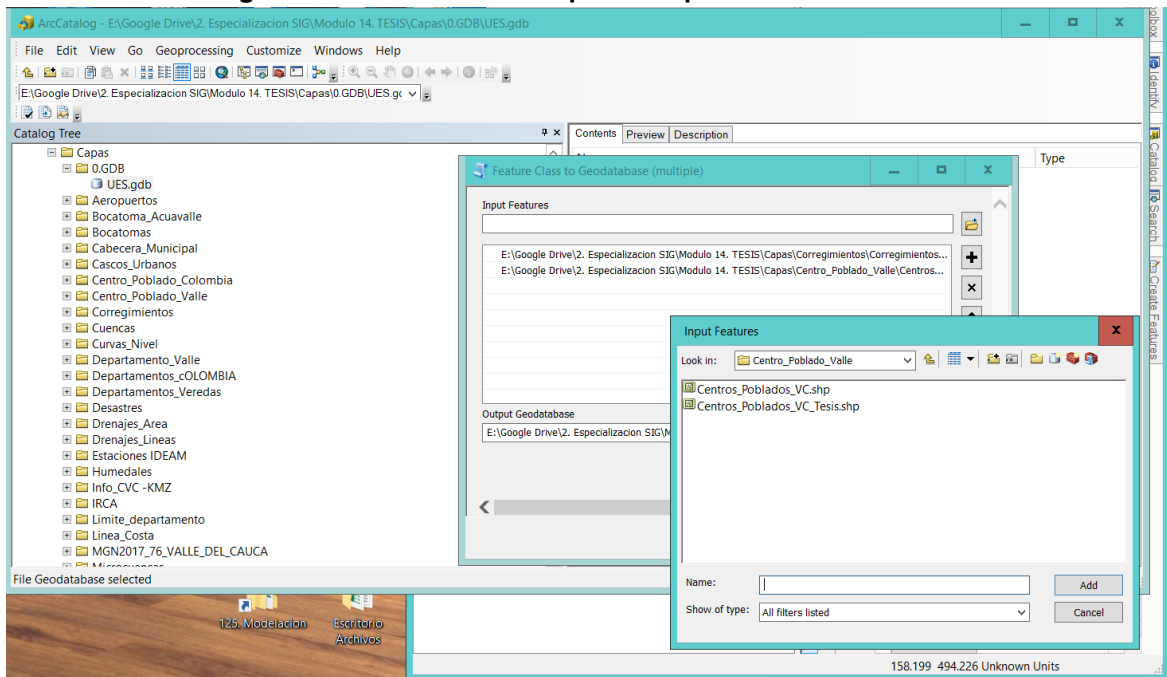 ArcCatalog - E:\Google Drive\2. Especializacion SIG\Modulo 14. TESIS\Capas\0.GDB\UES.gdb
File Edit View Go Geoprocessing Customize Windows Help
E:\Google Drive\2. Especializacion SIG\Modulo 14. TESIS\Capas\0.GDB\UES.gc
Catalog Tree
Capas
0.GDB
UES.gdb
Aeropuertos
Bocatoma_Acuavalle
Bocatomas
Cabecera_Municipal
Cascos_Urbanos
Centro_Poblado_Colombia
Centro_Poblado_Valle
Corregimientos
Cuencas
Curvas_Nivel
Departamento_Valle
Departamentos_cOLOMBIA
Departamentos_Veredas
Desastres
Drenajes_Area
Drenajes_Lineas
Estaciones IDEAM
Humedales
Info_CVC -KMZ
IRCA
Limite_departamento
Linea_Costa
MGN2017_76_VALLE_DEL_CAUCA
File Geodatabase selected
Contents Preview Description
Type
Feature Class to Geodatabase (multiple)
Input Features
E:\Google Drive\2. Especializacion SIG\Modulo 14. TESIS\Capas\Corregimientos\Corregimientos...
E:\Google Drive\2. Especializacion SIG\Modulo 14. TESIS\Capas\Centro_Poblado_Valle\Centros...
Output Geodatabase
E:\Google Drive\2. Especializacion SIG\M
Input Features
Look in: Centro_Poblado_Valle
Centros_Poblados_VC.shp
Centros_Poblados_VC_Tesis.shp
Name:
Add
Show of type: All filters listed
Cancel
Identify
Catalog
Search
Create Features
125. Modelacion
Escritorio
Archivos
158.199 494.226 Unknown Units